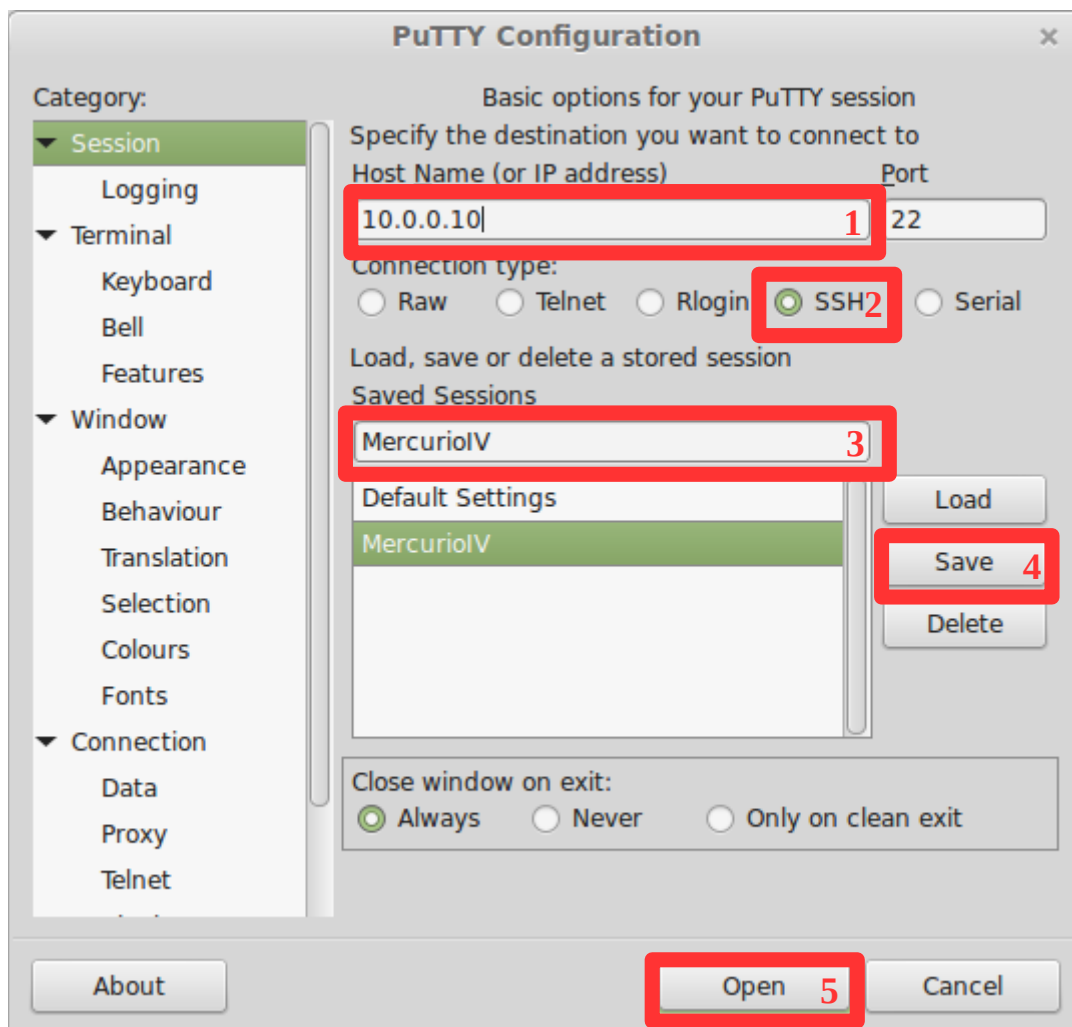 PuTTY Configuration ×
Category:
Session
Logging
Terminal
Keyboard
Bell
Features
Window
Appearance
Behaviour
Translation
Selection
Colours
Fonts
Connection
Data
Proxy
Telnet
Basic options for your PuTTY session
Specify the destination you want to connect to
Host Name (or IP address) Port
10.0.0.10 1 22
Connection type:
Raw Telnet Rlogin SSH 2 Serial
Load, save or delete a stored session
Saved Sessions
MercurioIV 3
Default Settings Load
MercurioIV
Save 4
Delete
Close window on exit:
Always Never Only on clean exit
About Open 5 Cancel